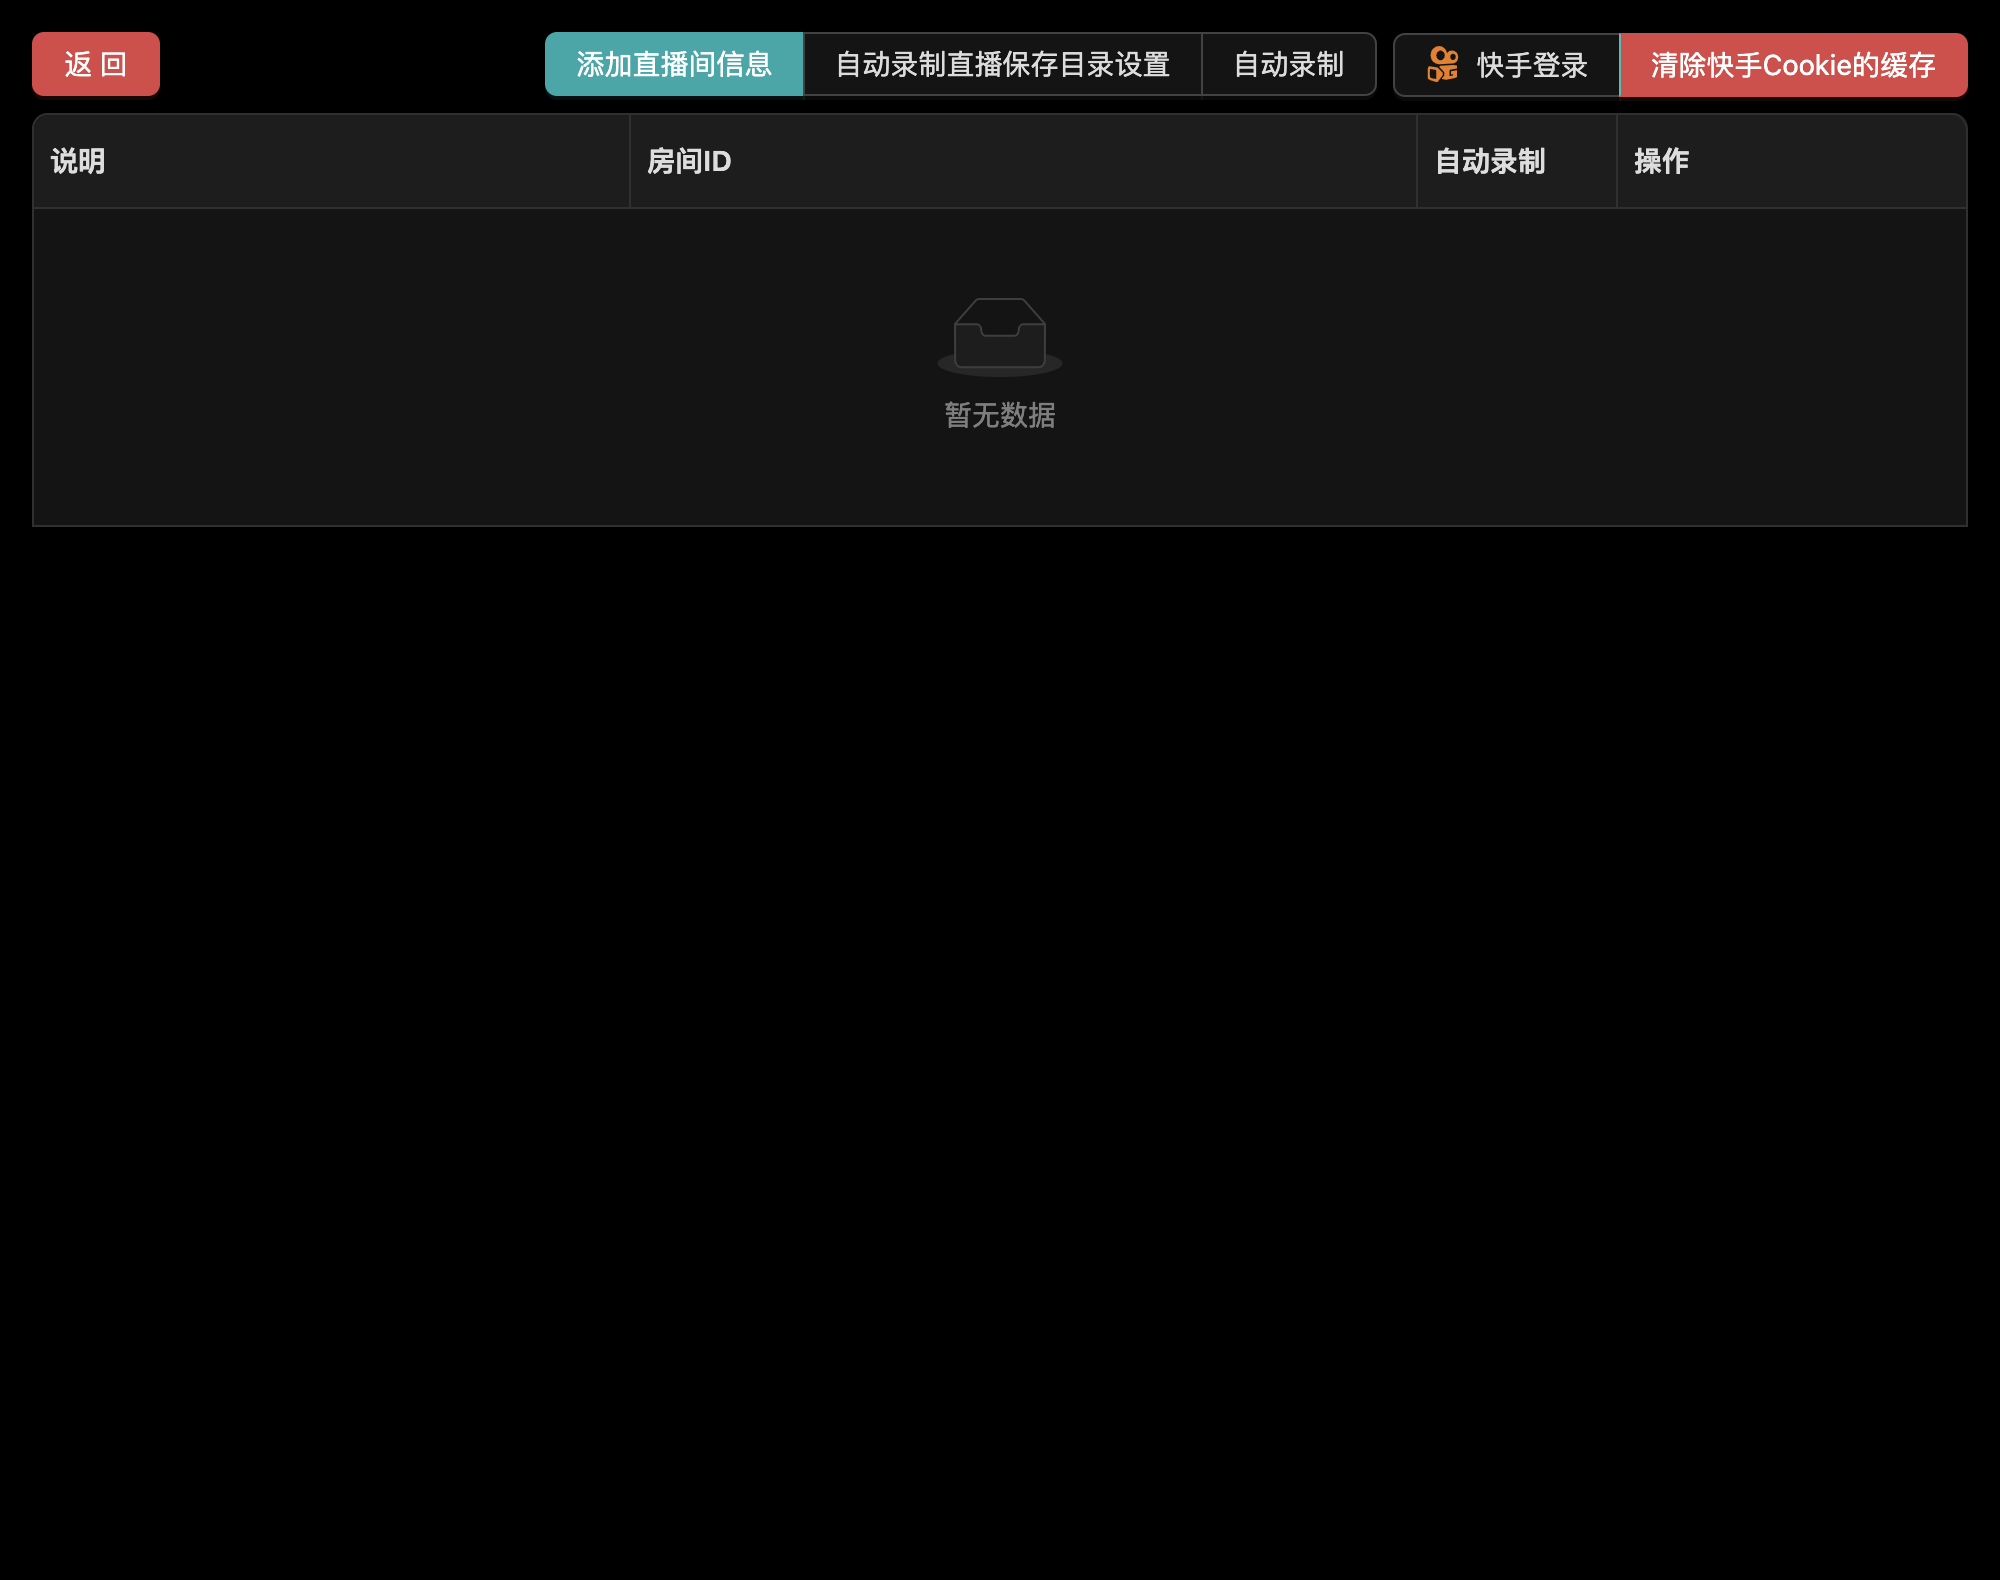 返 回
添加直播间信息
自动录制直播保存目录设置
自动录制
快手登录
清除快手Cookie的缓存
说明
房间ID
自动录制
操作
暂无数据